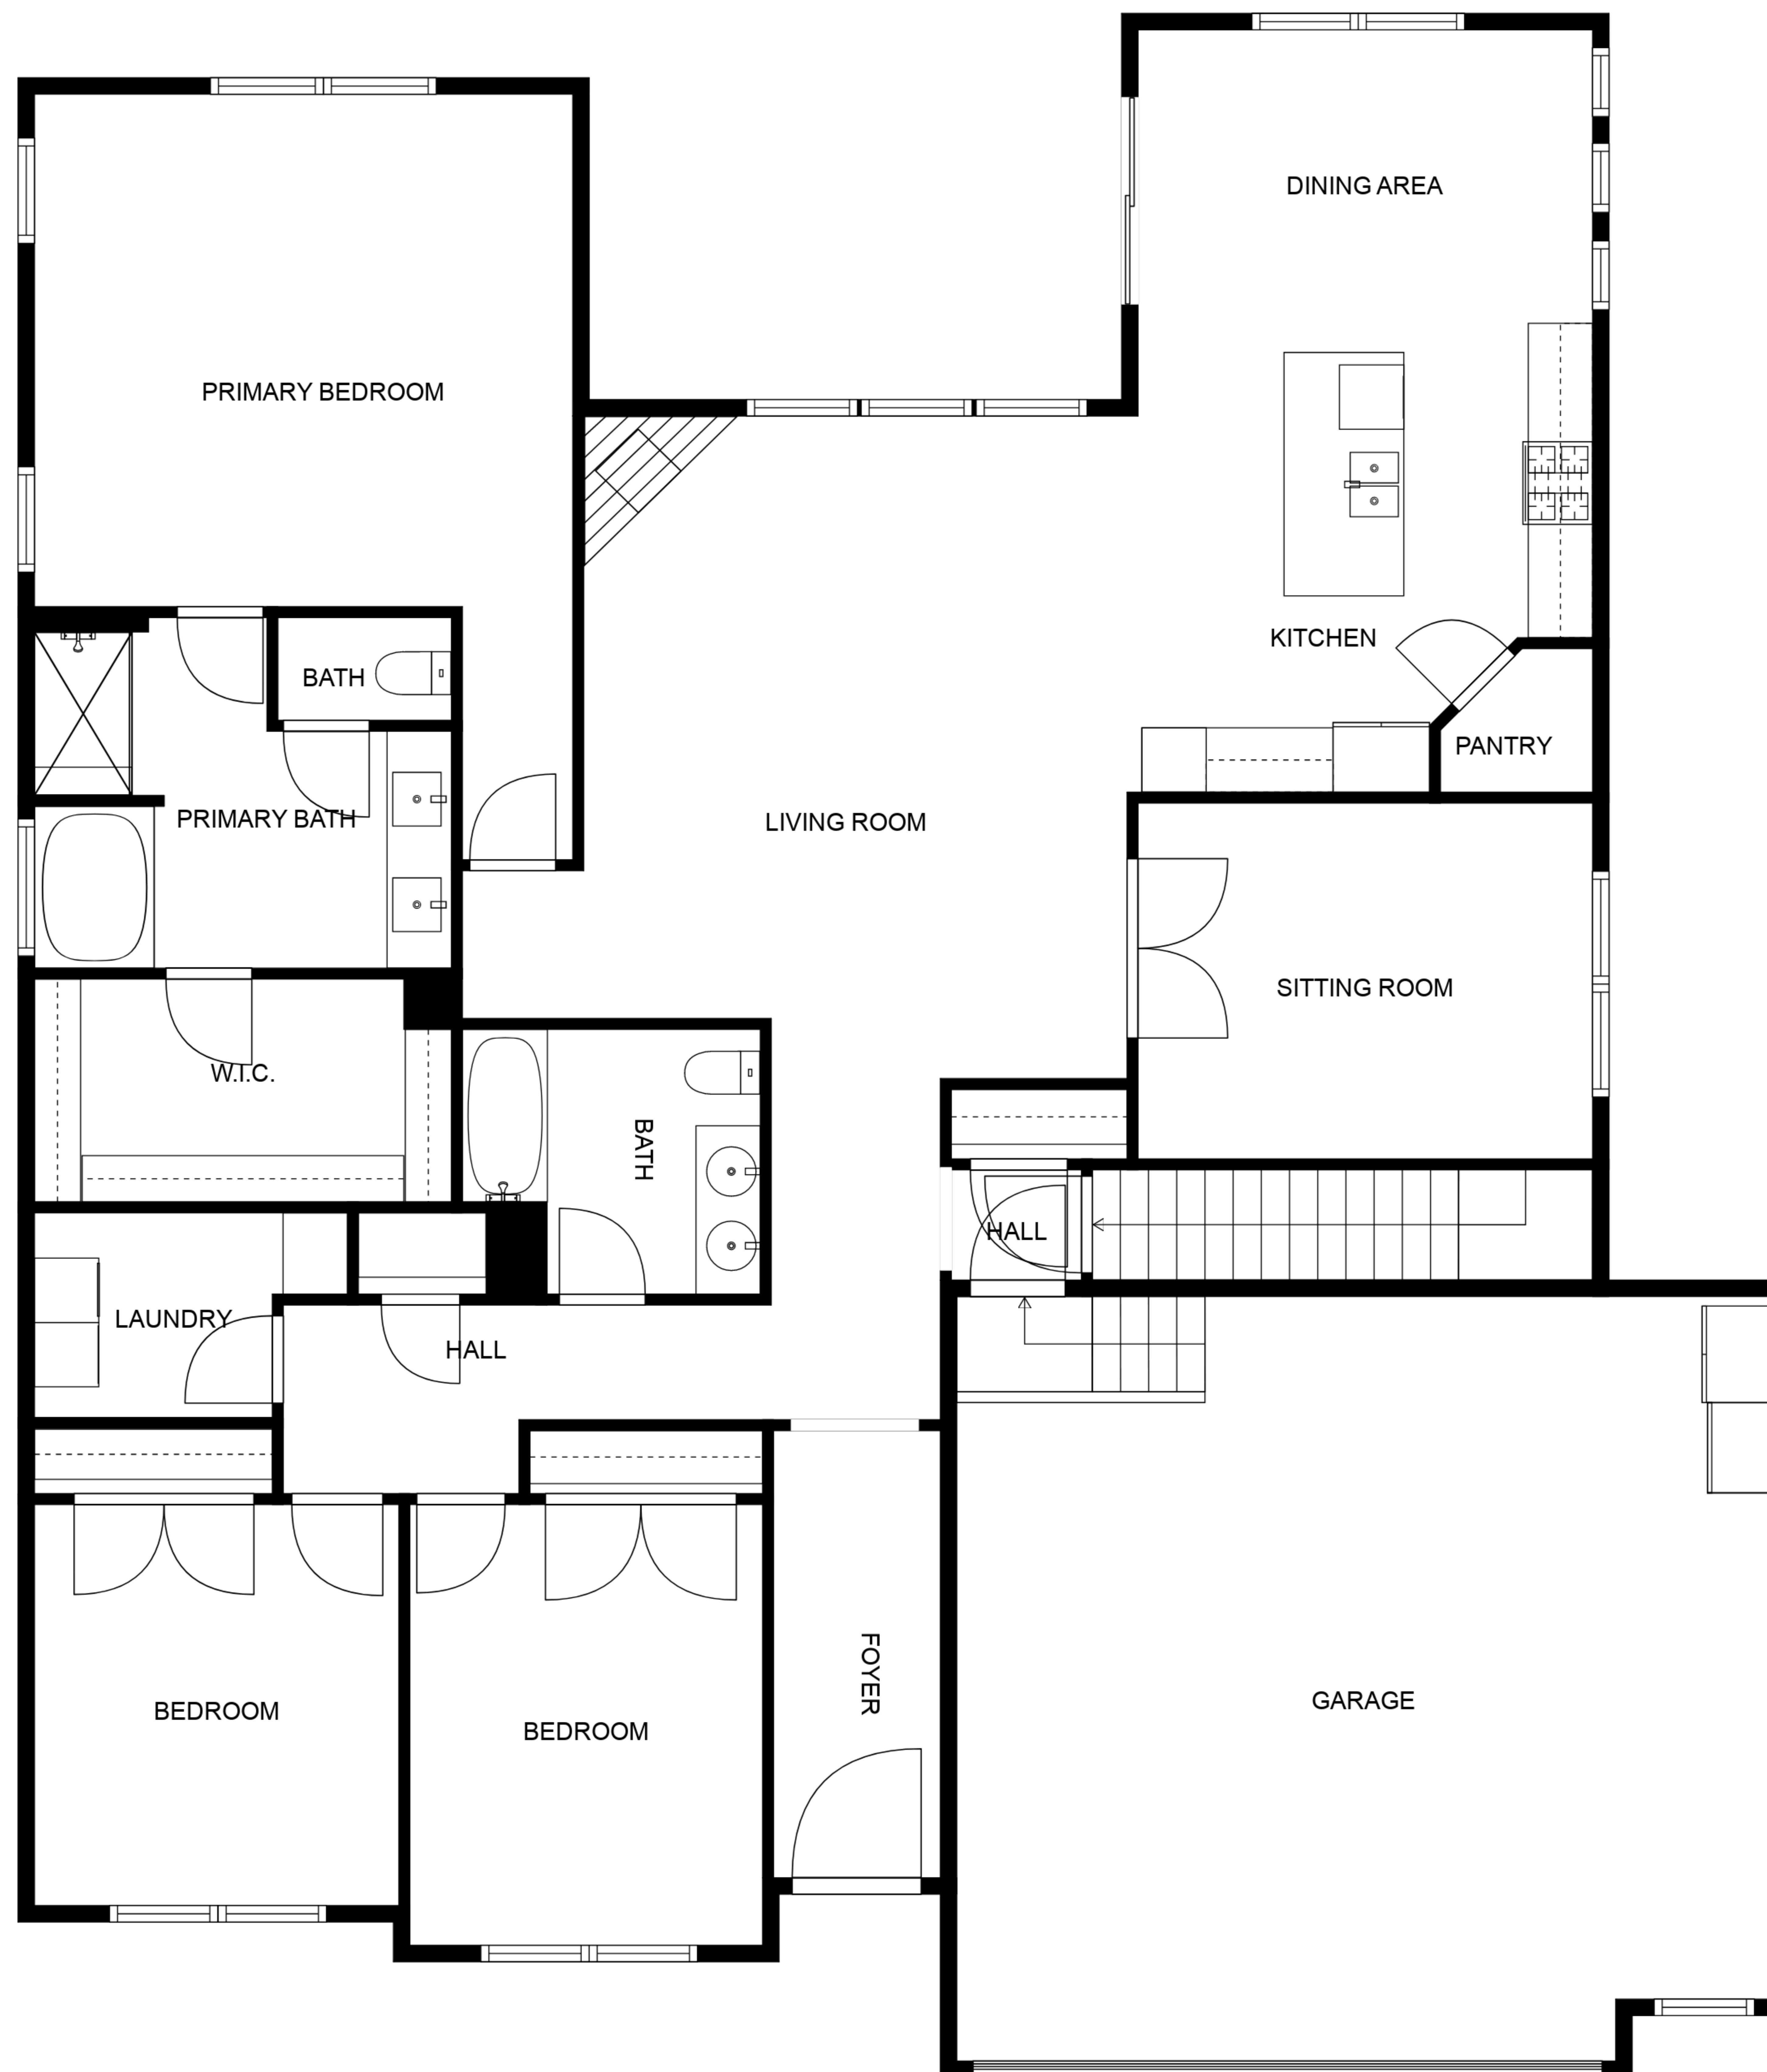 DINING AREA
PRIMARY BEDROOM
KITCHEN
BATH
PANTRY
PRIMARY BATH
LIVING ROOM
SITTING ROOM
W.I.C.
BATH
HALL
LAUNDRY
HALL
FOYER
GARAGE
BEDROOM
BEDROOM